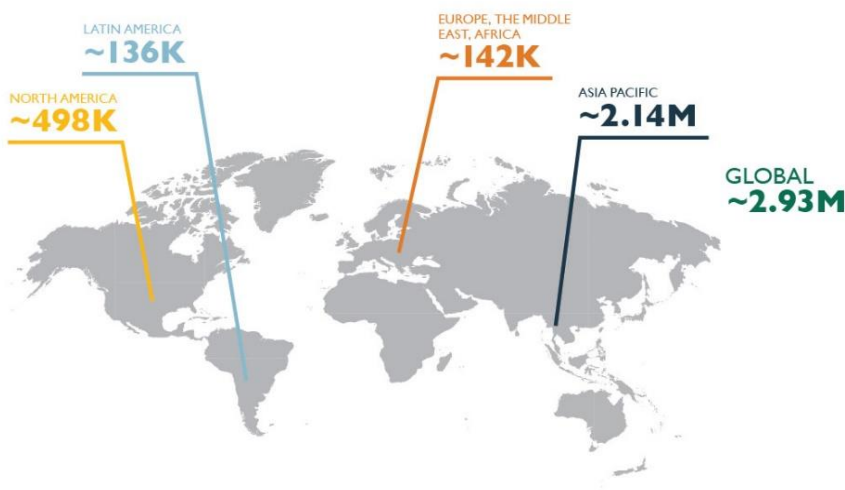 LATIN AMERICA
~136K
EUROPE, THE MIDDLE
EAST, AFRICA
~142K
NORTH AMERICA
~498K
ASIA PACIFIC
~2.14M
GLOBAL
~2.93M